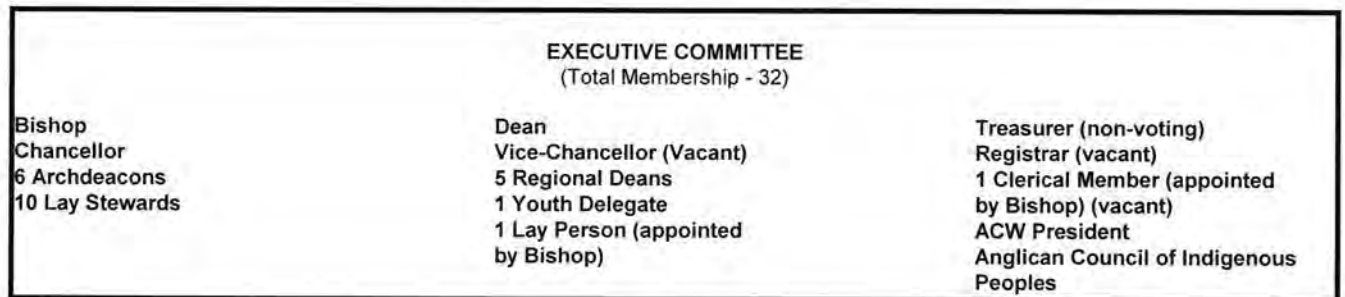 EXECUTIVE COMMITTEE
(Total Membership - 32)
Bishop
Chancellor
6 Archdeacons
10 Lay Stewards
Dean
Vice-Chancellor (Vacant)
5 Regional Deans
1 Youth Delegate
1 Lay Person (appointed
by Bishop)
Treasurer (non-voting)
Registrar (vacant)
1 Clerical Member (appointed
by Bishop) (vacant)
ACW President
Anglican Council of Indigenous
Peoples